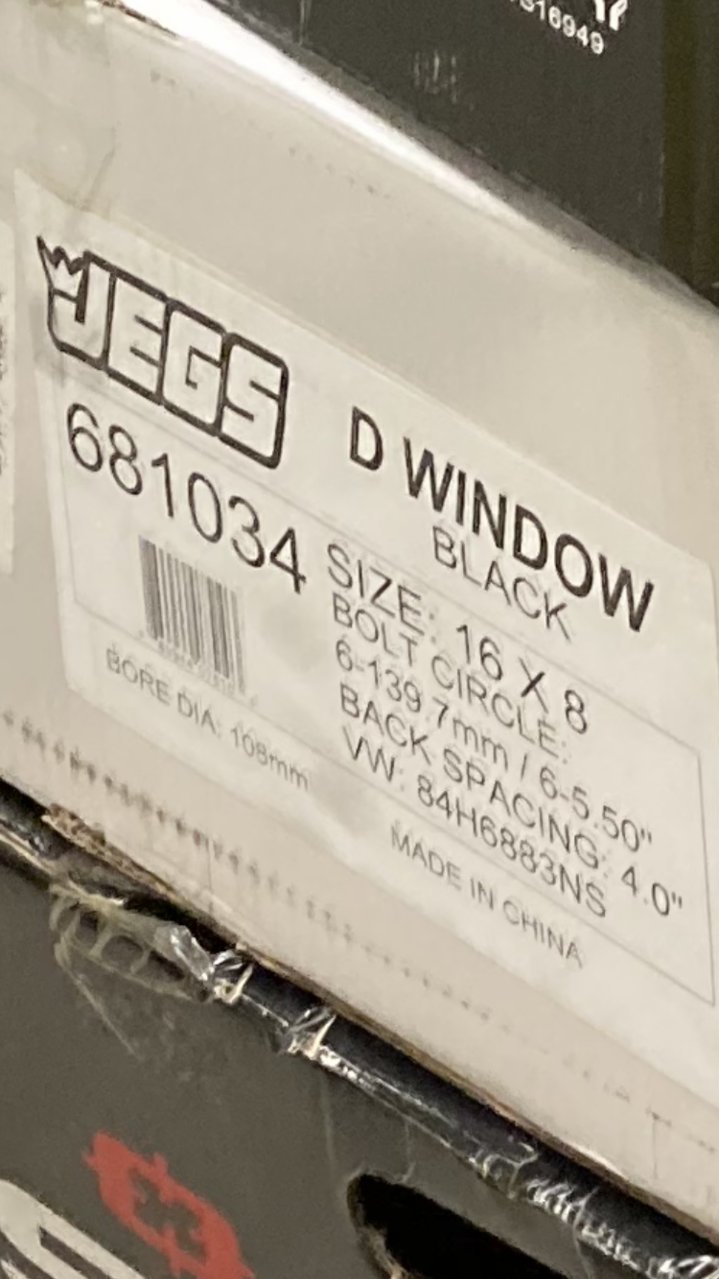 S16949
JEGS
681034
D WINDOW
BLACK
SIZE: 16 X 8
BOLT CIRCLE:
6-139.7mm / 6-5.50"
BACK SPACING: 4.0"
VW: 84H6883NS
BORE DIA: 108mm
MADE IN CHINA